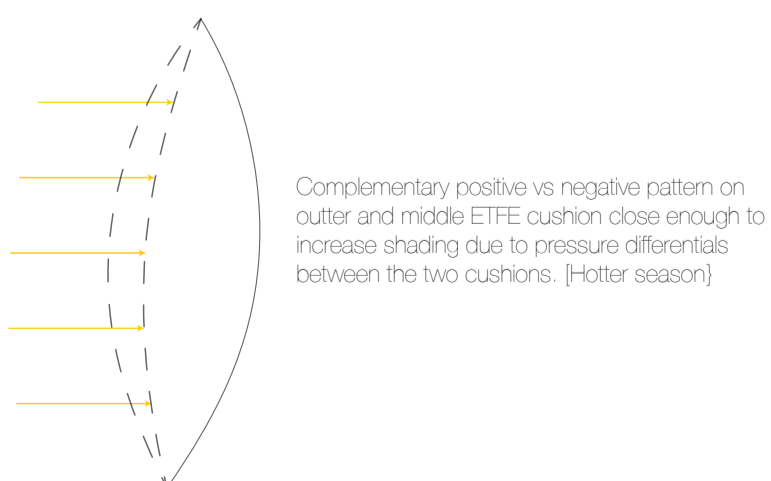 Complementary positive vs negative pattern on
outter and middle ETFE cushion close enough to
increase shading due to pressure differentials
between the two cushions. [Hotter season}